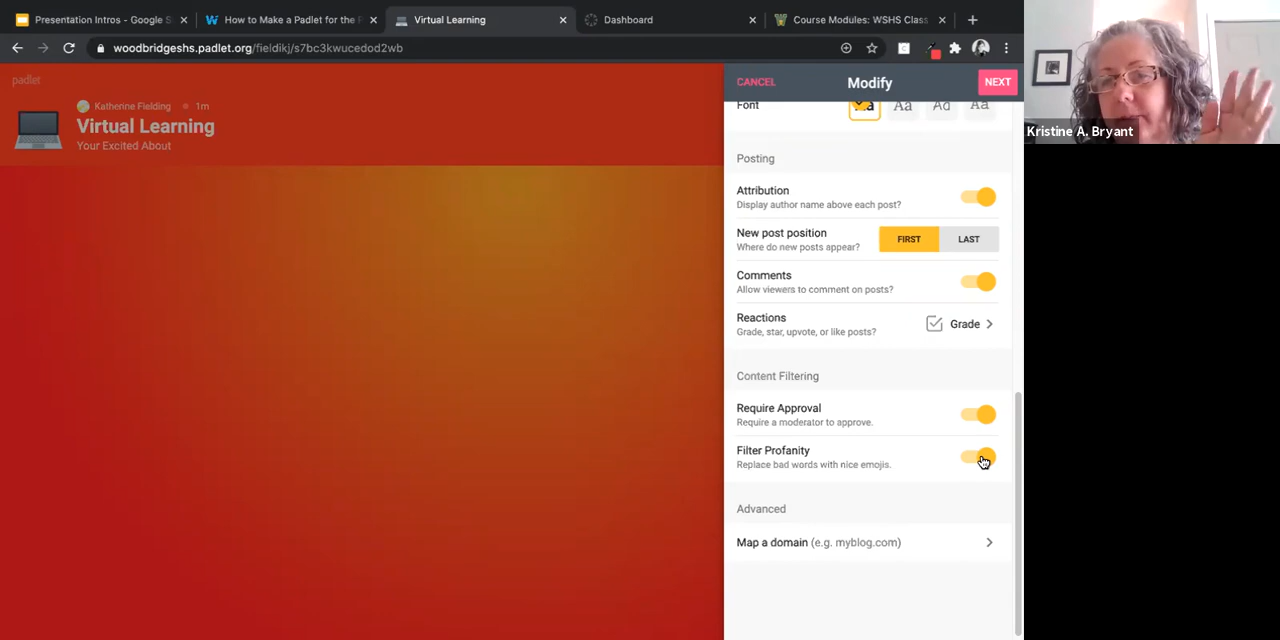 Presentation Intros - Google S
How to Make a Padlet for the F
Virtual Learning
Dashboard
Course Modules: WSHS Class
woodbridgeshs.padlet.org/fieldikj/s7bc3kwucedod2wb
padlet
Katherine Fielding 1m
Virtual Learning
Your Excited About
CANCEL
Modify
NEXT
Font
Aa Aa Aa Aa
Posting
Attribution
Display author name above each post?
New post position
Where do new posts appear?
FIRST LAST
Comments
Allow viewers to comment on posts?
Reactions
Grade, star, upvote, or like posts?
Grade
Content Filtering
Require Approval
Require a moderator to approve.
Filter Profanity
Replace bad words with nice emojis.
Advanced
Map a domain (e.g. myblog.com)
Kristine A. Bryant